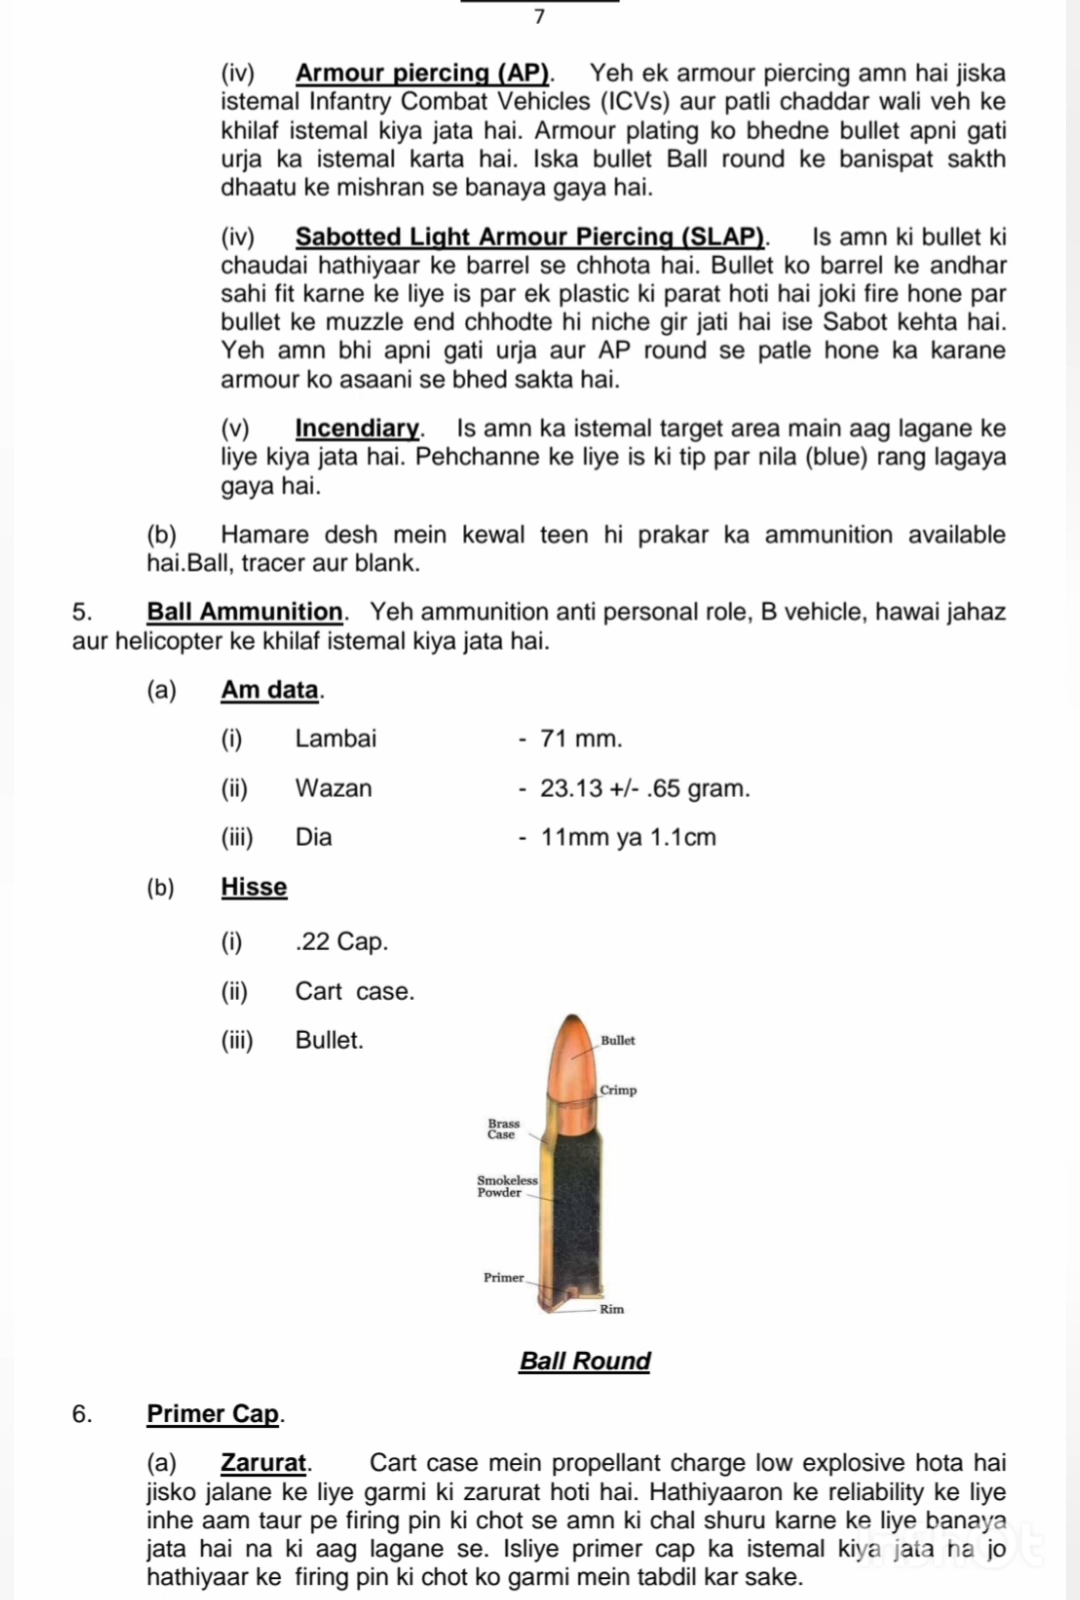 7
(iv) Armour piercing (AP). Yeh ek armour piercing amn hai jiska
istemal Infantry Combat Vehicles (ICVs) aur patli chaddar wali veh ke
khilaf istemal kiya jata hai. Armour plating ko bhedne bullet apni gati
urja ka istemal karta hai. Iska bullet Ball round ke banispat sakth
dhaatu ke mishran se banaya gaya hai.
(iv) Sabotted Light Armour Piercing (SLAP). Is amn ki bullet ki
chaudai hathiyaar ke barrel se chhota hai. Bullet ko barrel ke andhar
sahi fit karne ke liye is par ek plastic ki parat hoti hai joki fire hone par
bullet ke muzzle end chhodte hi niche gir jati hai ise Sabot kehta hai.
Yeh amn bhi apni gati urja aur AP round se patle hone ka karane
armour ko asaani se bhed sakta hai.
(v) Incendiary. Is amn ka istemal target area main aag lagane ke
liye kiya jata hai. Pehchanne ke liye is ki tip par nila (blue) rang lagaya
gaya hai.
(b) Hamare desh mein kewal teen hi prakar ka ammunition available
hai.Ball, tracer aur blank.
5. Ball Ammunition. Yeh ammunition anti personal role, B vehicle, hawai jahaz
aur helicopter ke khilaf istemal kiya jata hai.
(a) Am data.
(i) Lambai - 71 mm.
(ii) Wazan - 23.13 +/- .65 gram.
(iii) Dia - 11mm ya 1.1cm
(b) Hisse
(i) .22 Cap.
(ii) Cart case.
(iii) Bullet.
Bullet
Crimp
Brass
Case
Smokeless
Powder
Primer
Rim
Ball Round
6. Primer Cap.
(a) Zarurat. Cart case mein propellant charge low explosive hota hai
jisko jalane ke liye garmi ki zarurat hoti hai. Hathiyaaron ke reliability ke liye
inhe aam taur pe firing pin ki chot se amn ki chal shuru karne ke liye banaya
jata hai na ki aag lagane se. Isliye primer cap ka istemal kiya jata ha jo
hathiyaar ke firing pin ki chot ko garmi mein tabdil kar sake.
InShOt